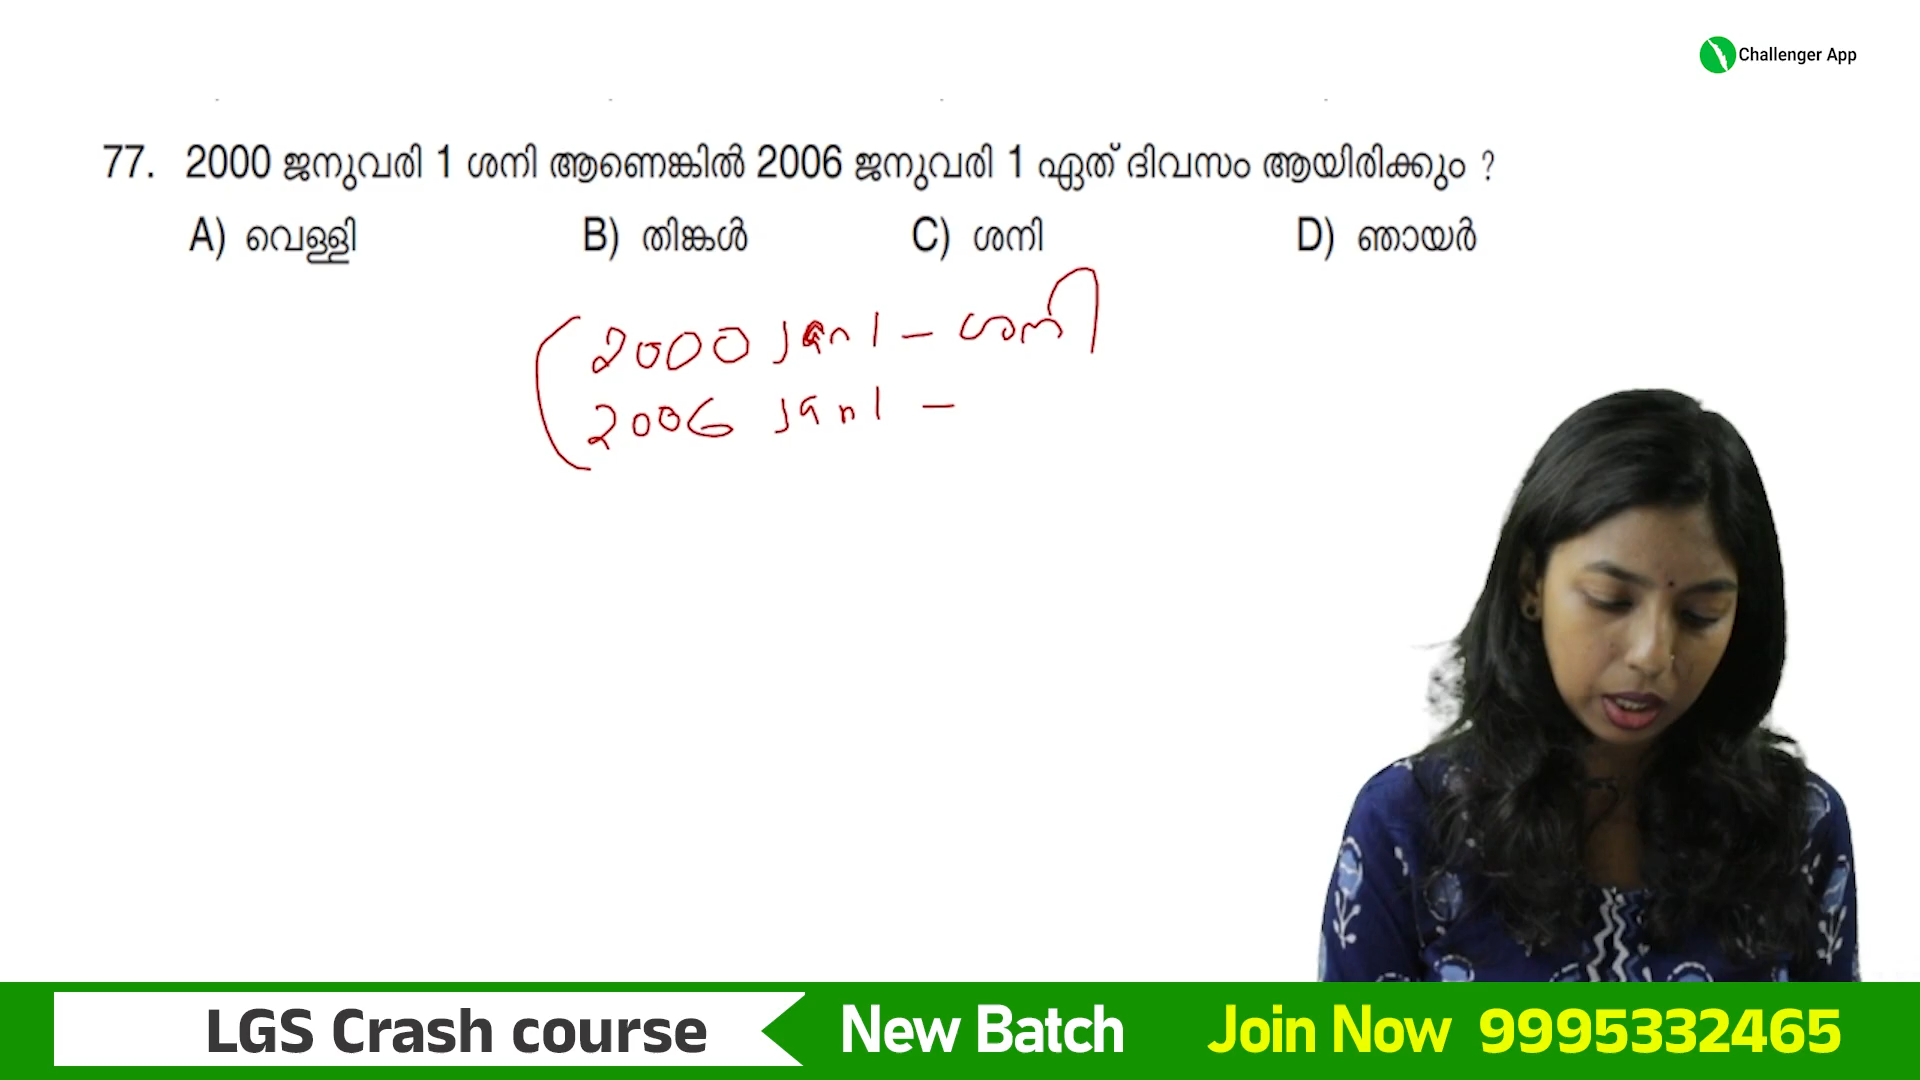 Challenger App
77. 2000 ജനുവരി 1 ശനി ആണെങ്കിൽ 2006 ജനുവരി 1 ഏത് ദിവസം ആയിരിക്കും ?
A) വെള്ളി B) തിങ്കൾ C) ശനി D) ഞായർ
2000 Jan 1 – ശനി
2006 Jan 1 –
LGS Crash course New Batch Join Now 9995332465